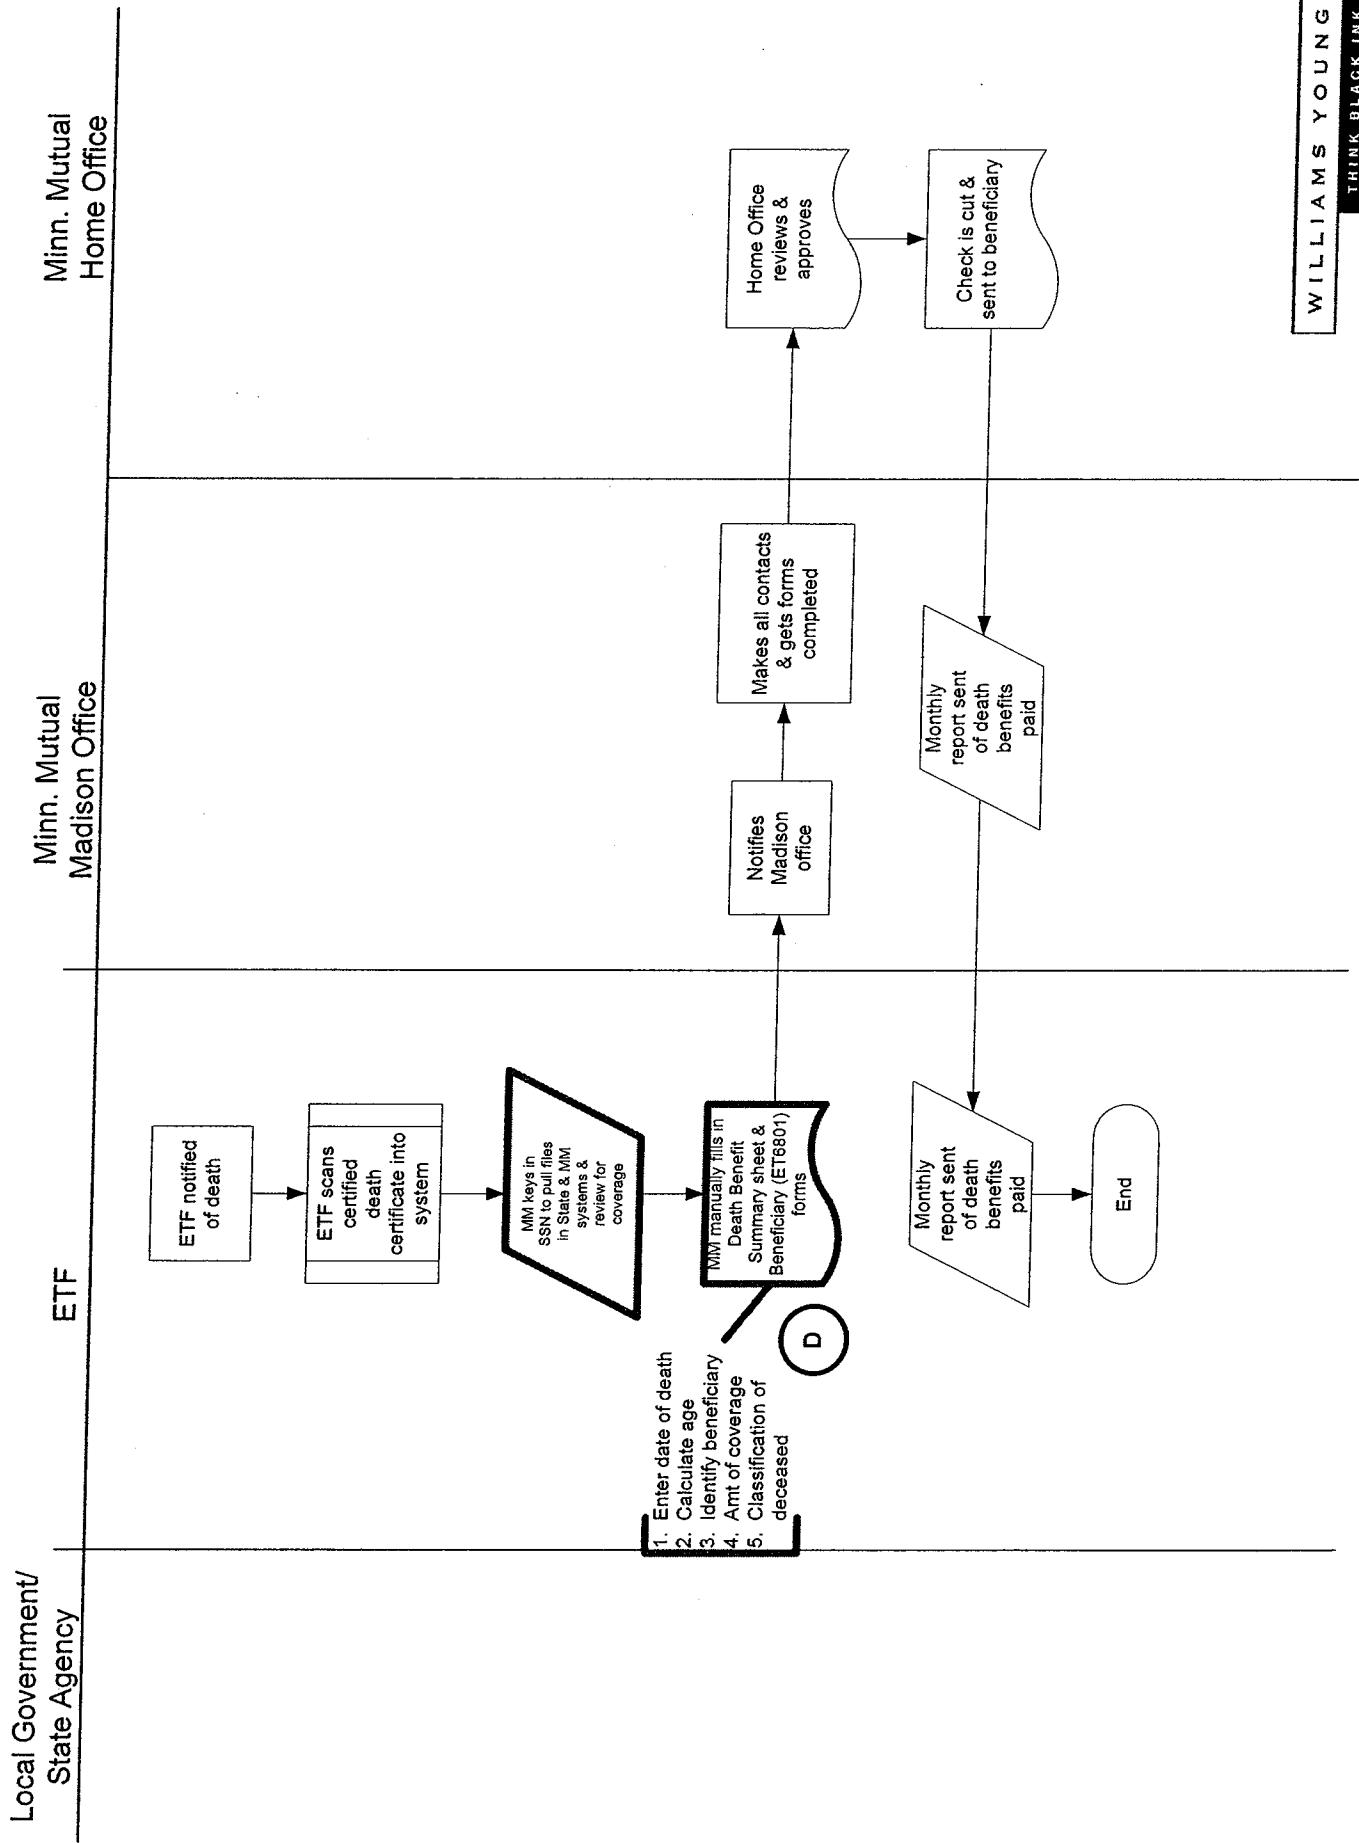 Local Government/
State Agency
ETF
Minn. Mutual
Madison Office
Minn. Mutual
Home Office
ETF notified
of death
ETF scans
certified
death
certificate into
system
MM keys in
SSN to pull files
in State & MM
systems &
review for
coverage
1. Enter date of death
2. Calculate age
3. Identify beneficiary
4. Amt of coverage
5. Classification of
deceased
D
MM manually fills in
Death Benefit
Summary sheet &
Beneficiary (ET6801)
forms
Notifies
Madison
office
Makes all contacts
& gets forms
completed
Home Office
reviews &
approves
Check is cut &
sent to beneficiary
Monthly
report sent
of death
benefits
paid
Monthly
report sent
of death
benefits
paid
End
WILLIAMS YOUNG
THINK BLACK INK